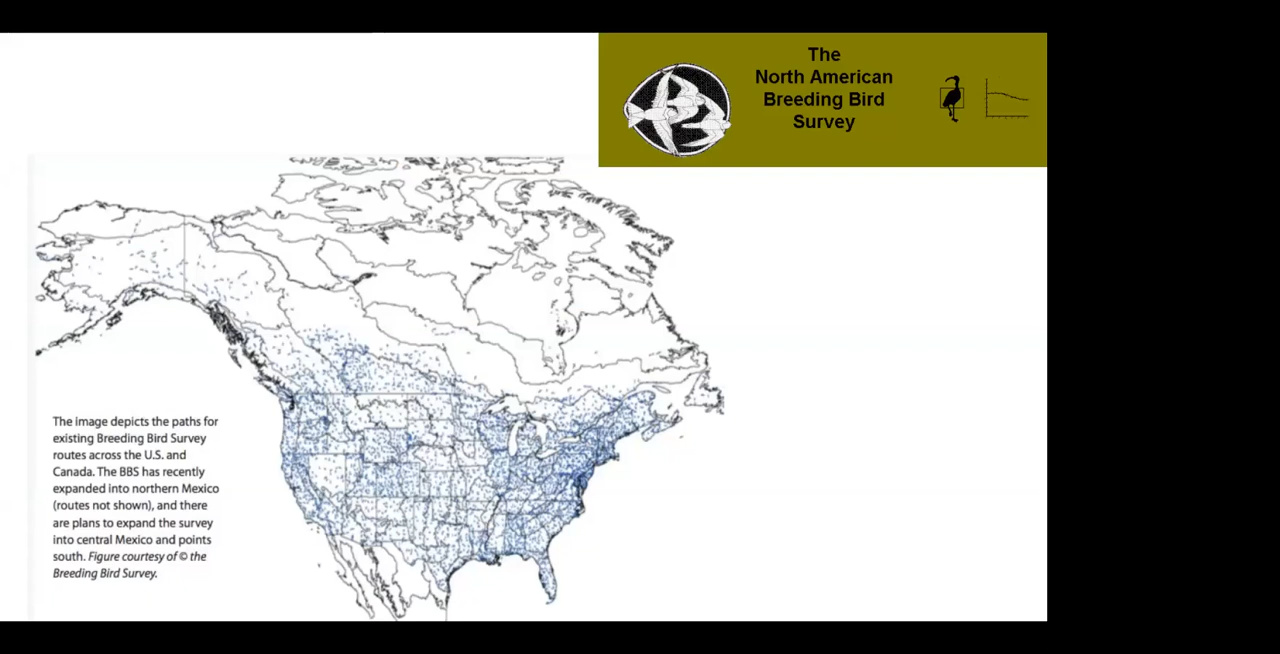 The
North American
Breeding Bird
Survey
The image depicts the paths for
existing Breeding Bird Survey
routes across the U.S. and
Canada. The BBS has recently
expanded into northern Mexico
(routes not shown), and there
are plans to expand the survey
into central Mexico and points
south. Figure courtesy of © the
Breeding Bird Survey.